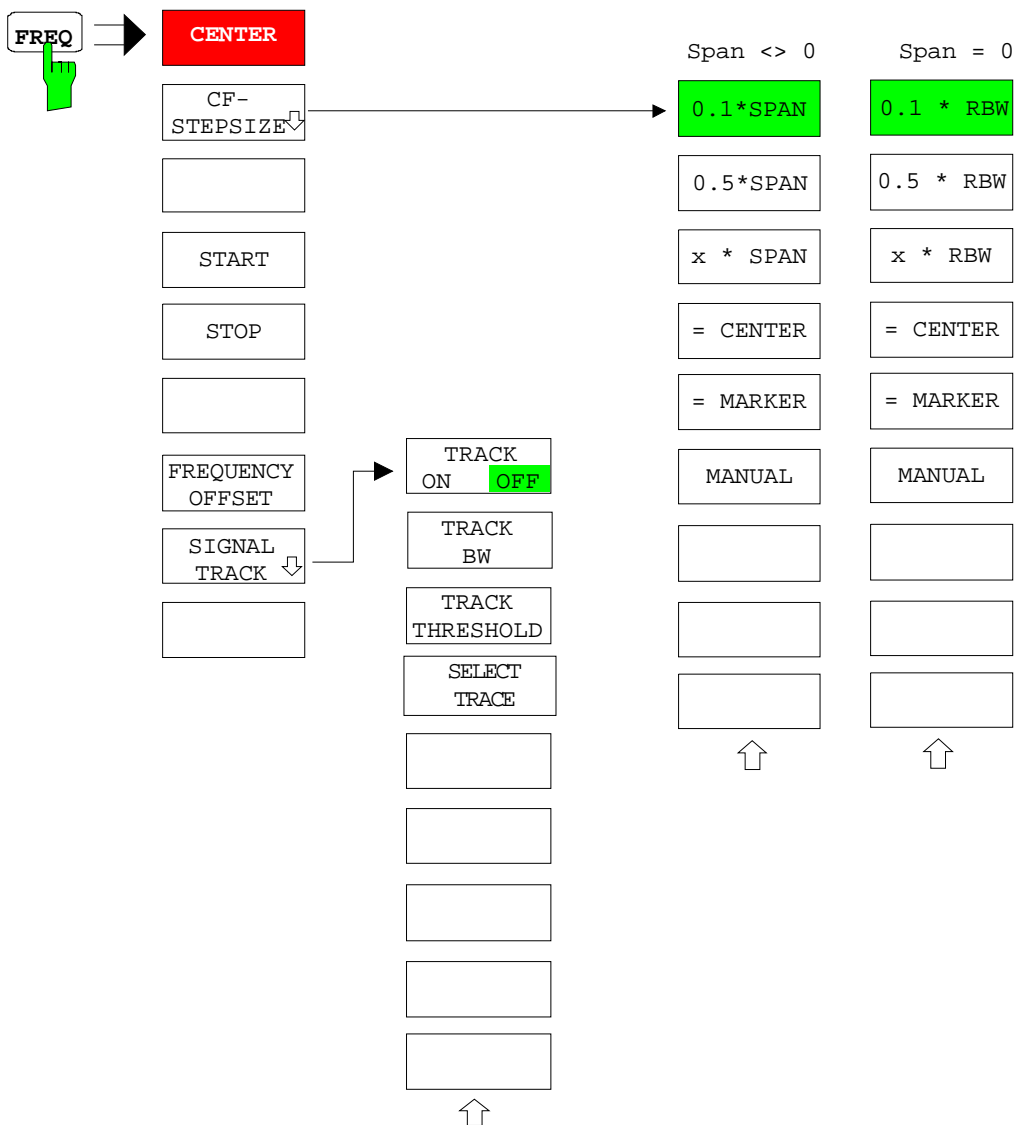 FREQ
CENTER
CF-
STEPSIZE
START
STOP
FREQUENCY
OFFSET
SIGNAL
TRACK
TRACK
ON OFF
TRACK
BW
TRACK
THRESHOLD
SELECT
TRACE
Span <> 0
0.1*SPAN
0.5*SPAN
x * SPAN
= CENTER
= MARKER
MANUAL
Span = 0
0.1 * RBW
0.5 * RBW
x * RBW
= CENTER
= MARKER
MANUAL